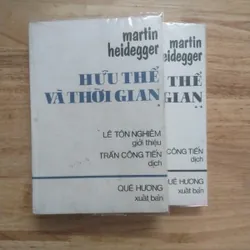 martin
heidegger
HỮU THỂ
VÀ THỜI GIAN
*
LÊ TÔN NGHIÊM
giới thiệu
TRẦN CÔNG TIẾN
dịch
QUÊ HƯƠNG
xuất bản
martin
heidegger
THỂ
GIAN
**
CÔNG TIẾN
dịch
QUÊ HƯƠNG
xuất bản